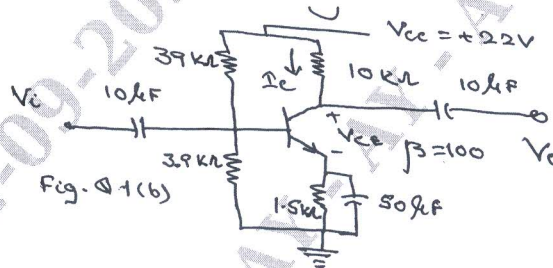 Vcc = +22V
39KΩ
Ic
10KΩ
10µF
Vi
10µF
+
VCE
-
β=100
Vo
3.9KΩ
Fig. Q1(b)
1.5KΩ
50µF